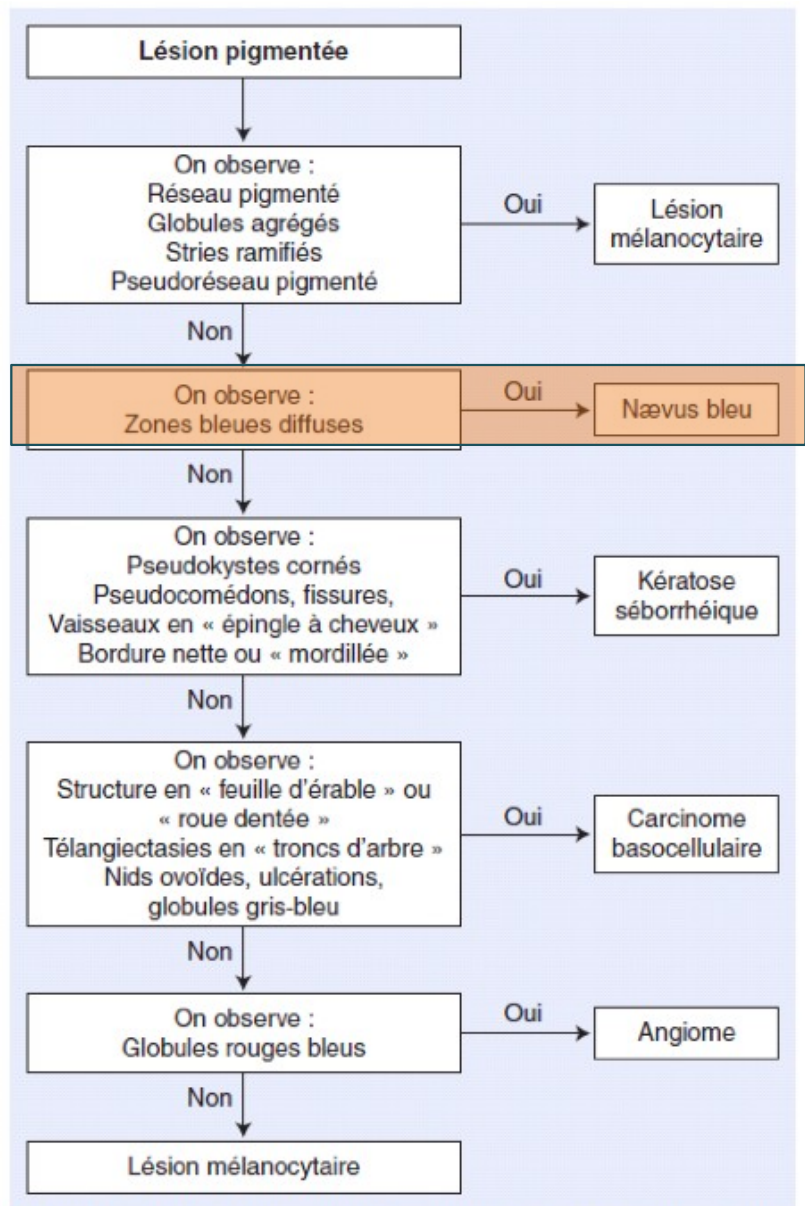 Lésion pigmentée
On observe :
Réseau pigmenté
Globules agrégés
Stries ramifiés
Pseudoréseau pigmenté
Oui
Lésion
mélanocytaire
Non
On observe :
Zones bleues diffuses
Oui
Nævus bleu
Non
On observe :
Pseudokystes cornés
Pseudocomédons, fissures,
Vaisseaux en « épingle à cheveux »
Bordure nette ou « mordillée »
Oui
Kératose
séborrhéique
Non
On observe :
Structure en « feuille d'érable » ou
« roue dentée »
Télangiectasies en « troncs d'arbre »
Nids ovoïdes, ulcérations,
globules gris-bleu
Oui
Carcinome
basocellulaire
Non
On observe :
Globules rouges bleus
Oui
Angiome
Non
Lésion mélanocytaire